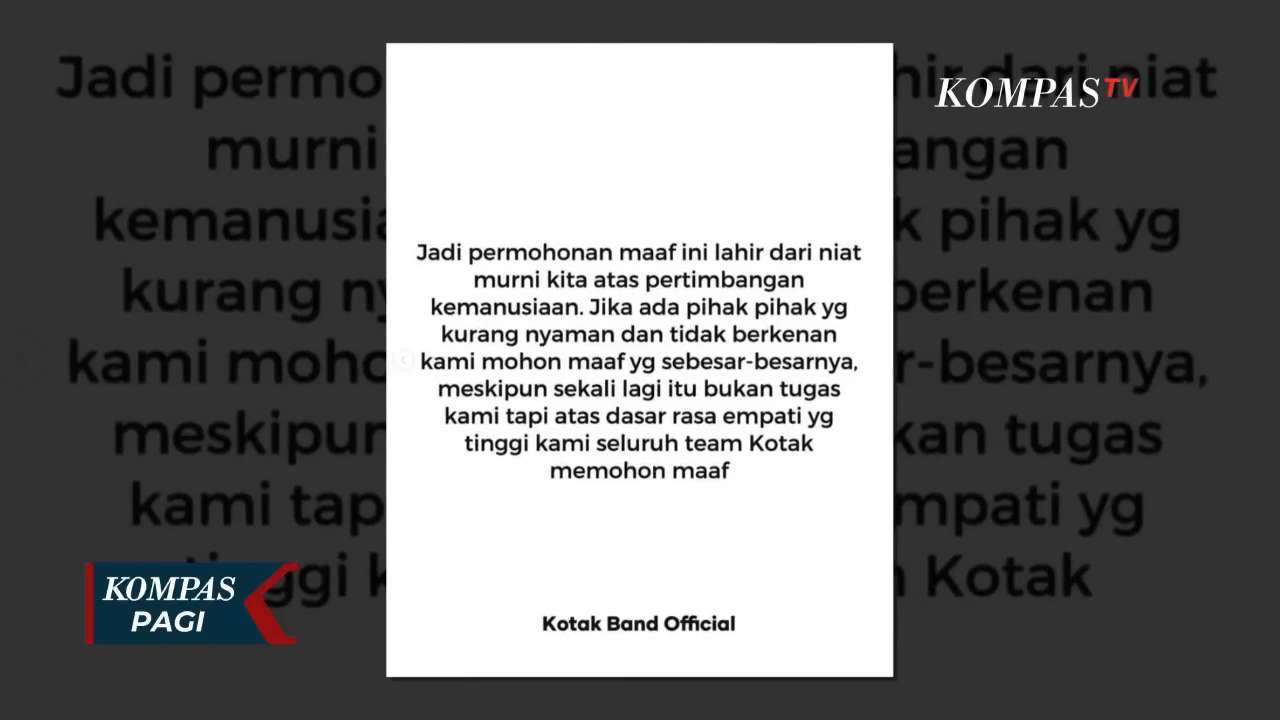 KOMPAS TV
Jadi permohonan maaf ini lahir dari niat
murni kita atas pertimbangan
kemanusiaan. Jika ada pihak pihak yg
kurang nyaman dan tidak berkenan
kami mohon maaf yg sebesar-besarnya,
meskipun sekali lagi itu bukan tugas
kami tapi atas dasar rasa empati yg
tinggi kami seluruh team Kotak
memohon maaf
Kotak Band Official
KOMPAS
PAGI